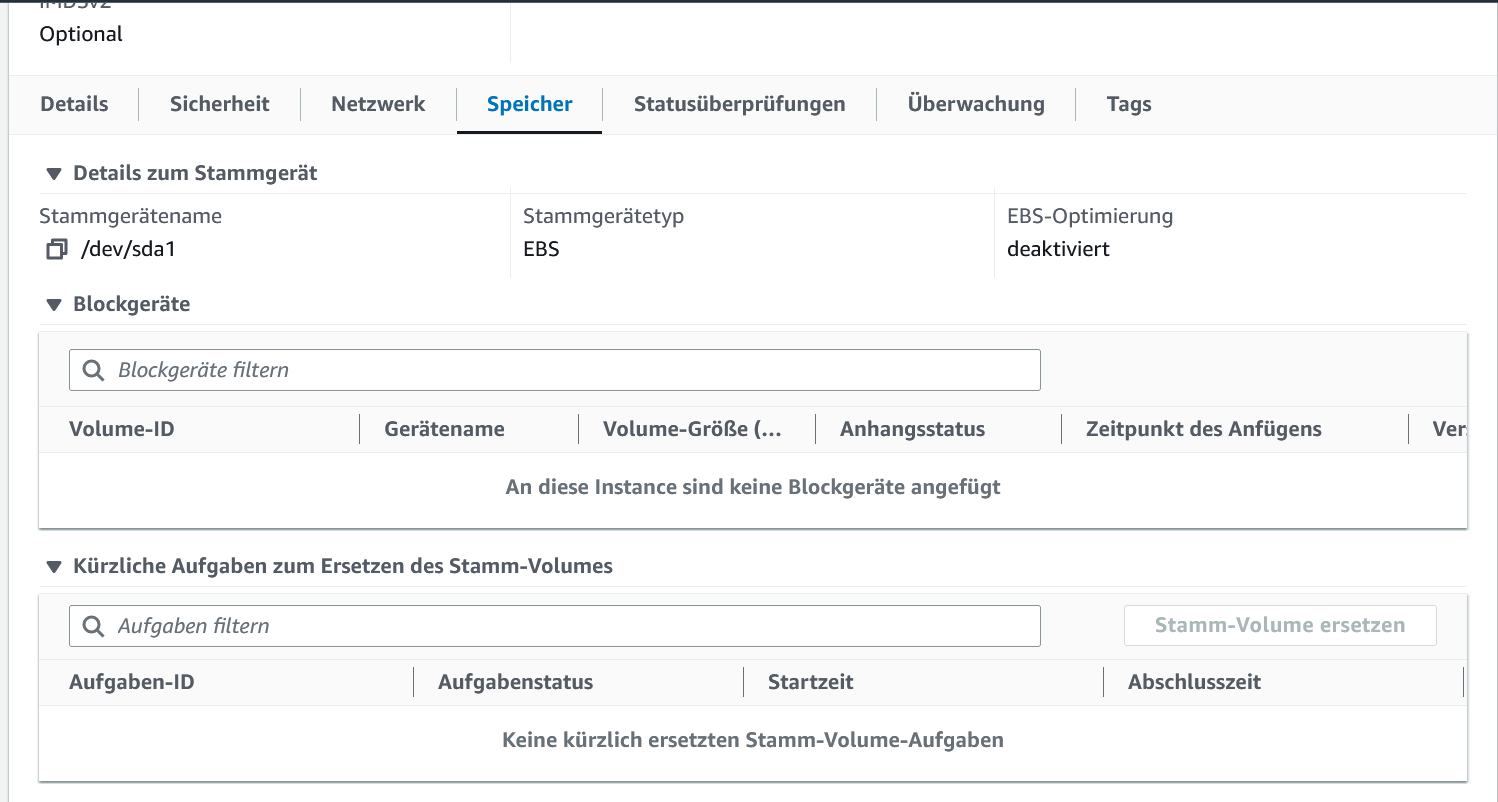 IMDSv2
Optional
Details Sicherheit Netzwerk Speicher Statusüberprüfungen Überwachung Tags
Details zum Stammgerät
Stammgerätename Stammgerätetyp EBS-Optimierung
/dev/sda1 EBS deaktiviert
Blockgeräte
Blockgeräte filtern
Volume-ID Gerätename Volume-Größe (... Anhangsstatus Zeitpunkt des Anfügens Ver
An diese Instance sind keine Blockgeräte angefügt
Kürzliche Aufgaben zum Ersetzen des Stamm-Volumes
Aufgaben filtern Stamm-Volume ersetzen
Aufgaben-ID Aufgabenstatus Startzeit Abschlusszeit
Keine kürzlich ersetzten Stamm-Volume-Aufgaben